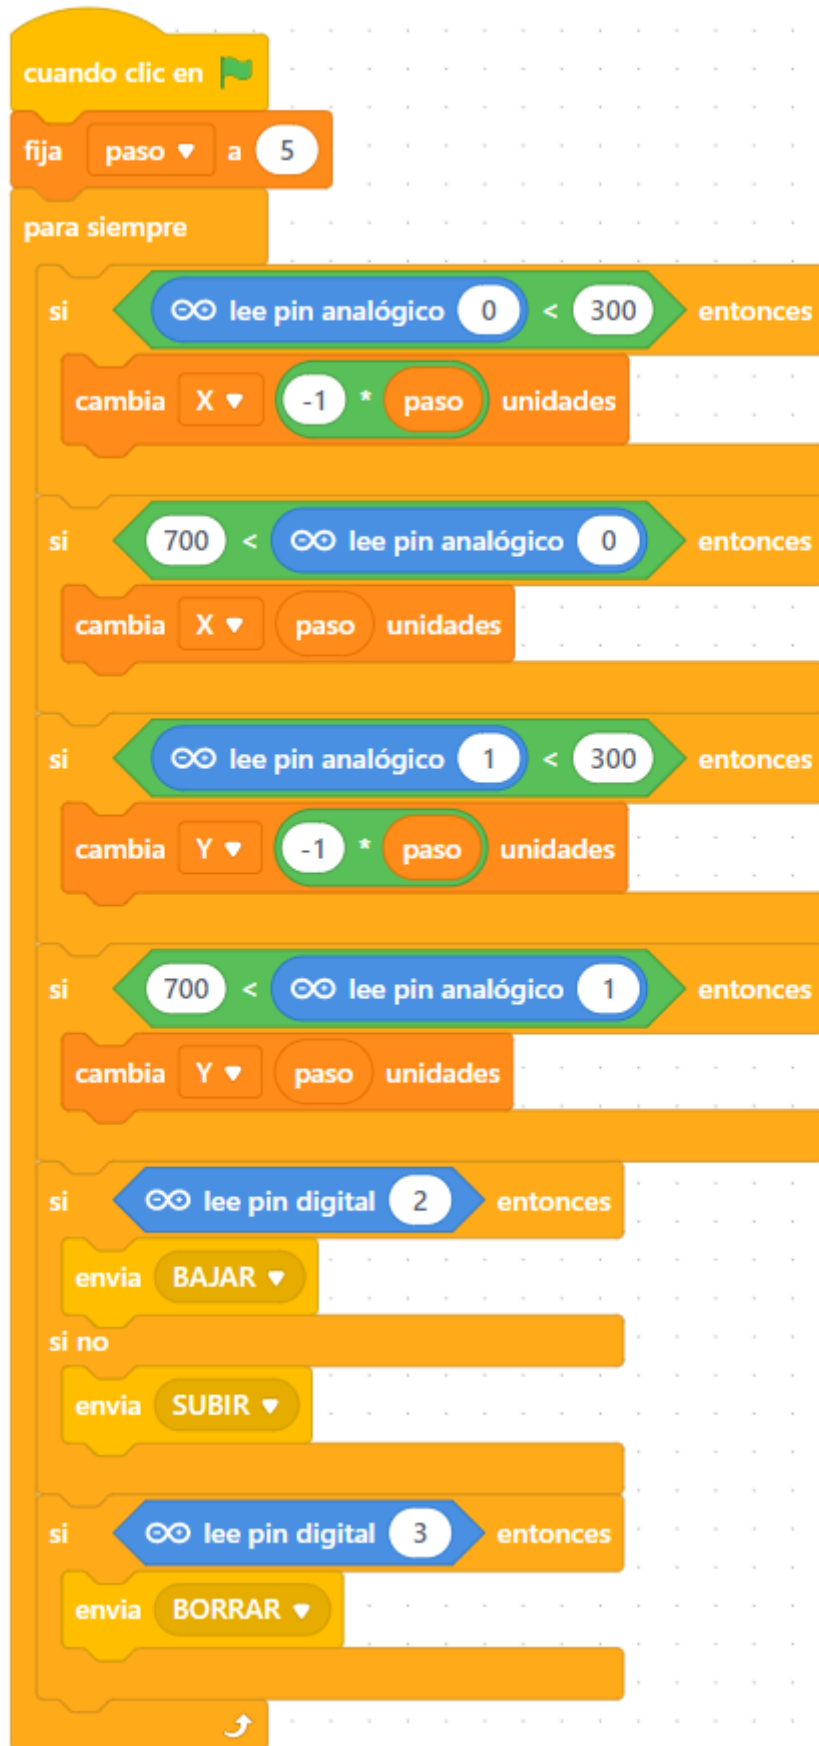 cuando clic en
fija paso a 5
para siempre
si lee pin analógico 0 < 300 entonces
cambia X -1 * paso unidades
si 700 < lee pin analógico 0 entonces
cambia X paso unidades
si lee pin analógico 1 < 300 entonces
cambia Y -1 * paso unidades
si 700 < lee pin analógico 1 entonces
cambia Y paso unidades
si lee pin digital 2 entonces
envia BAJAR
si no
envia SUBIR
si lee pin digital 3 entonces
envia BORRAR